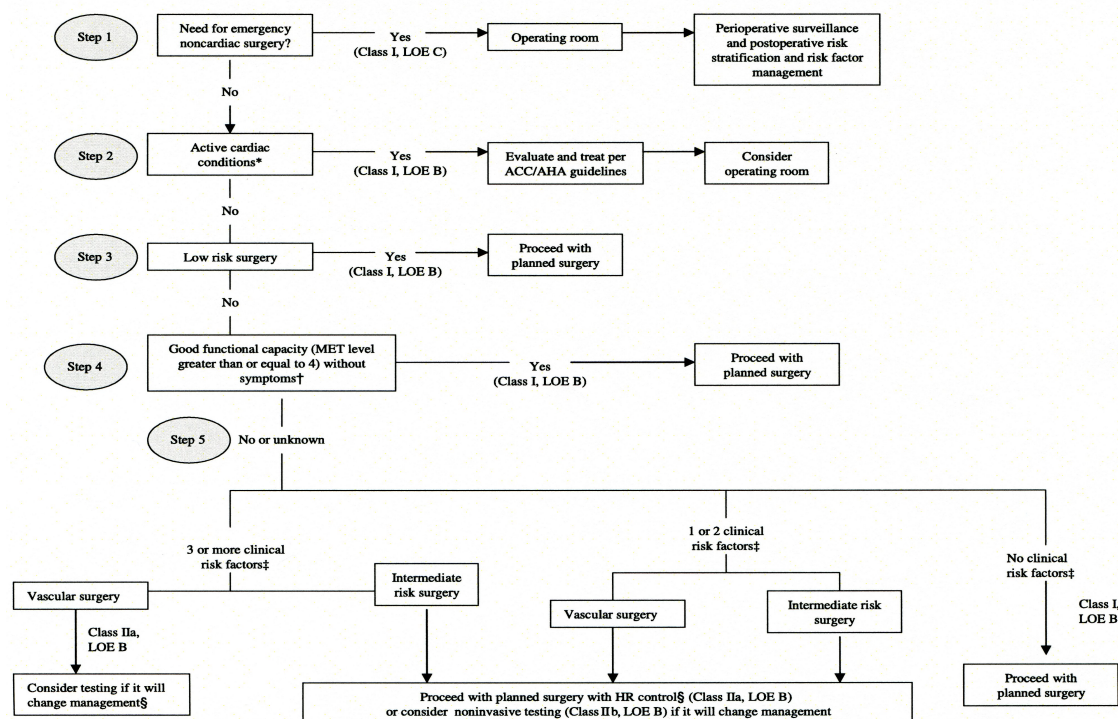 Step 1
Need for emergency
noncardiac surgery?
Yes
(Class I, LOE C)
Operating room
Perioperative surveillance
and postoperative risk
stratification and risk factor
management
No
Step 2
Active cardiac
conditions*
Yes
(Class I, LOE B)
Evaluate and treat per
ACC/AHA guidelines
Consider
operating room
No
Step 3
Low risk surgery
Yes
(Class I, LOE B)
Proceed with
planned surgery
No
Step 4
Good functional capacity (MET level
greater than or equal to 4) without
symptoms†
Yes
(Class I, LOE B)
Proceed with
planned surgery
Step 5
No or unknown
3 or more clinical
risk factors‡
Vascular surgery
Class IIa,
LOE B
Consider testing if it will
change management§
Intermediate
risk surgery
1 or 2 clinical
risk factors‡
Vascular surgery
Intermediate risk
surgery
Proceed with planned surgery with HR control§ (Class IIa, LOE B)
or consider noninvasive testing (Class IIb, LOE B) if it will change management
No clinical
risk factors‡
Class I,
LOE B
Proceed with
planned surgery